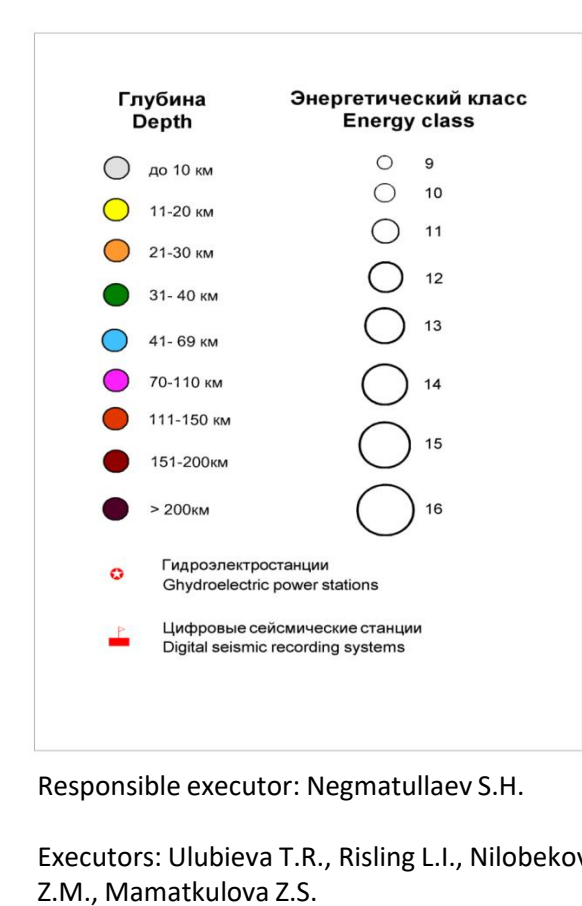 Глубина
Depth
Энергетический класс
Energy class
до 10 км
11-20 км
21-30 км
31- 40 км
41- 69 км
70-110 км
111-150 км
151-200км
> 200км
9
10
11
12
13
14
15
16
Гидроэлектростанции
Ghydroelectric power stations
Цифровые сейсмические станции
Digital seismic recording systems
Responsible executor: Negmatullaev S.H.
Executors: Ulubieva T.R., Risling L.I., Nilobekov
Z.M., Mamatkulova Z.S.